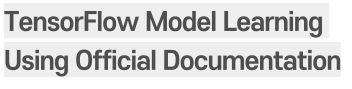 TensorFlow Model Learning
Using Official Documentation